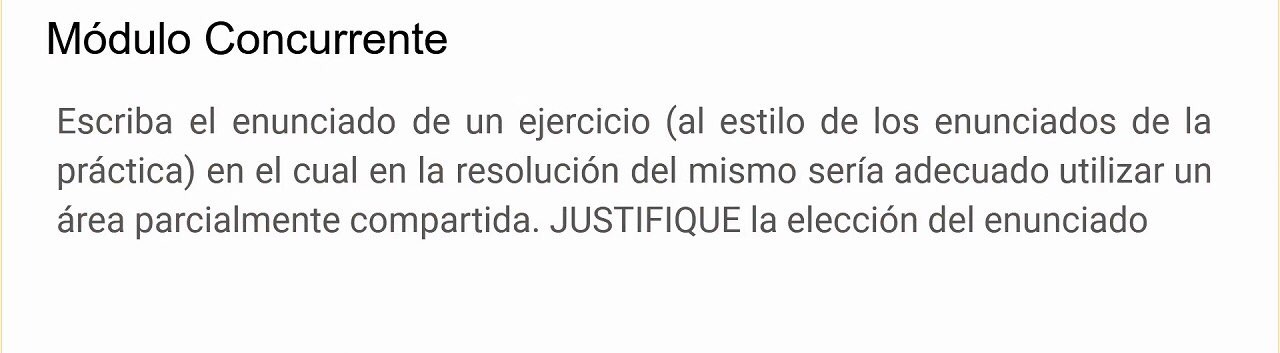 Módulo Concurrente
Escriba el enunciado de un ejercicio (al estilo de los enunciados de la
práctica) en el cual en la resolución del mismo sería adecuado utilizar un
área parcialmente compartida. JUSTIFIQUE la elección del enunciado